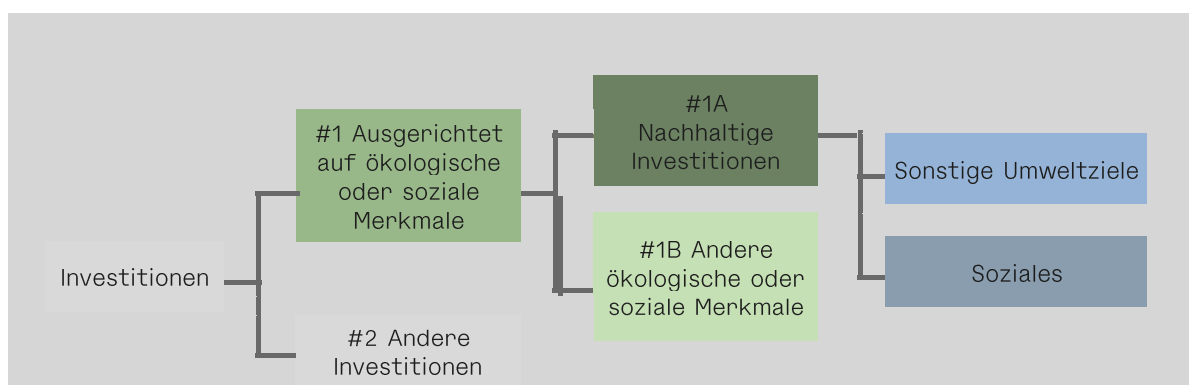 Investitionen
#1 Ausgerichtet
auf ökologische
oder soziale
Merkmale
#2 Andere
Investitionen
#1A
Nachhaltige
Investitionen
#1B Andere
ökologische oder
soziale Merkmale
Sonstige Umweltziele
Soziales